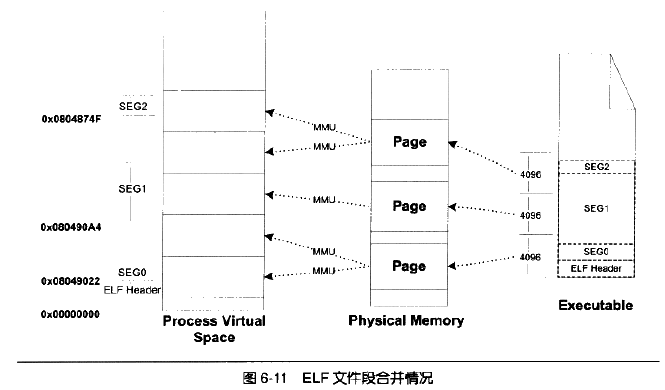 SEG2
0x0804874F
SEG1
0x080490A4
SEG0
0x08049022
ELF Header
0x00000000
Process Virtual
Space
MMU
MMU
MMU
MMU
MMU
Page
Page
Page
Physical Memory
4096
4096
4096
SEG2
SEG1
SEG0
ELF Header
Executable
图 6-11 ELF 文件段合并情况